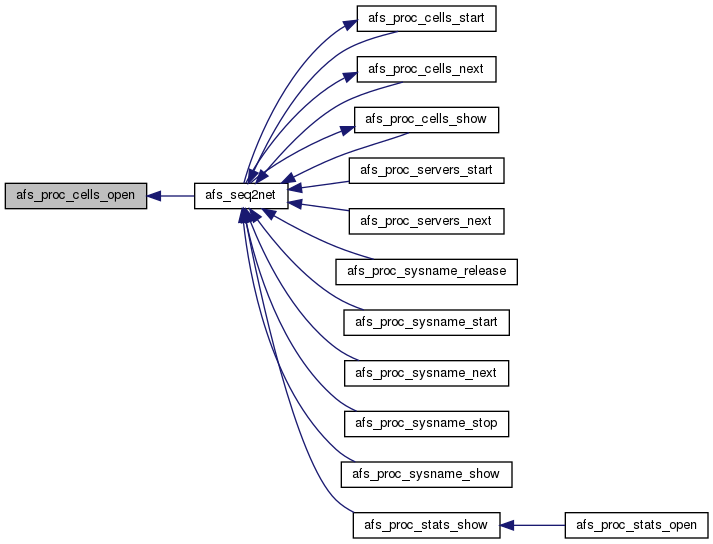 afs_proc_cells_start
afs_proc_cells_next
afs_proc_cells_show
afs_proc_servers_start
afs_proc_cells_open
afs_seq2net
afs_proc_servers_next
afs_proc_sysname_release
afs_proc_sysname_start
afs_proc_sysname_next
afs_proc_sysname_stop
afs_proc_sysname_show
afs_proc_stats_show
afs_proc_stats_open